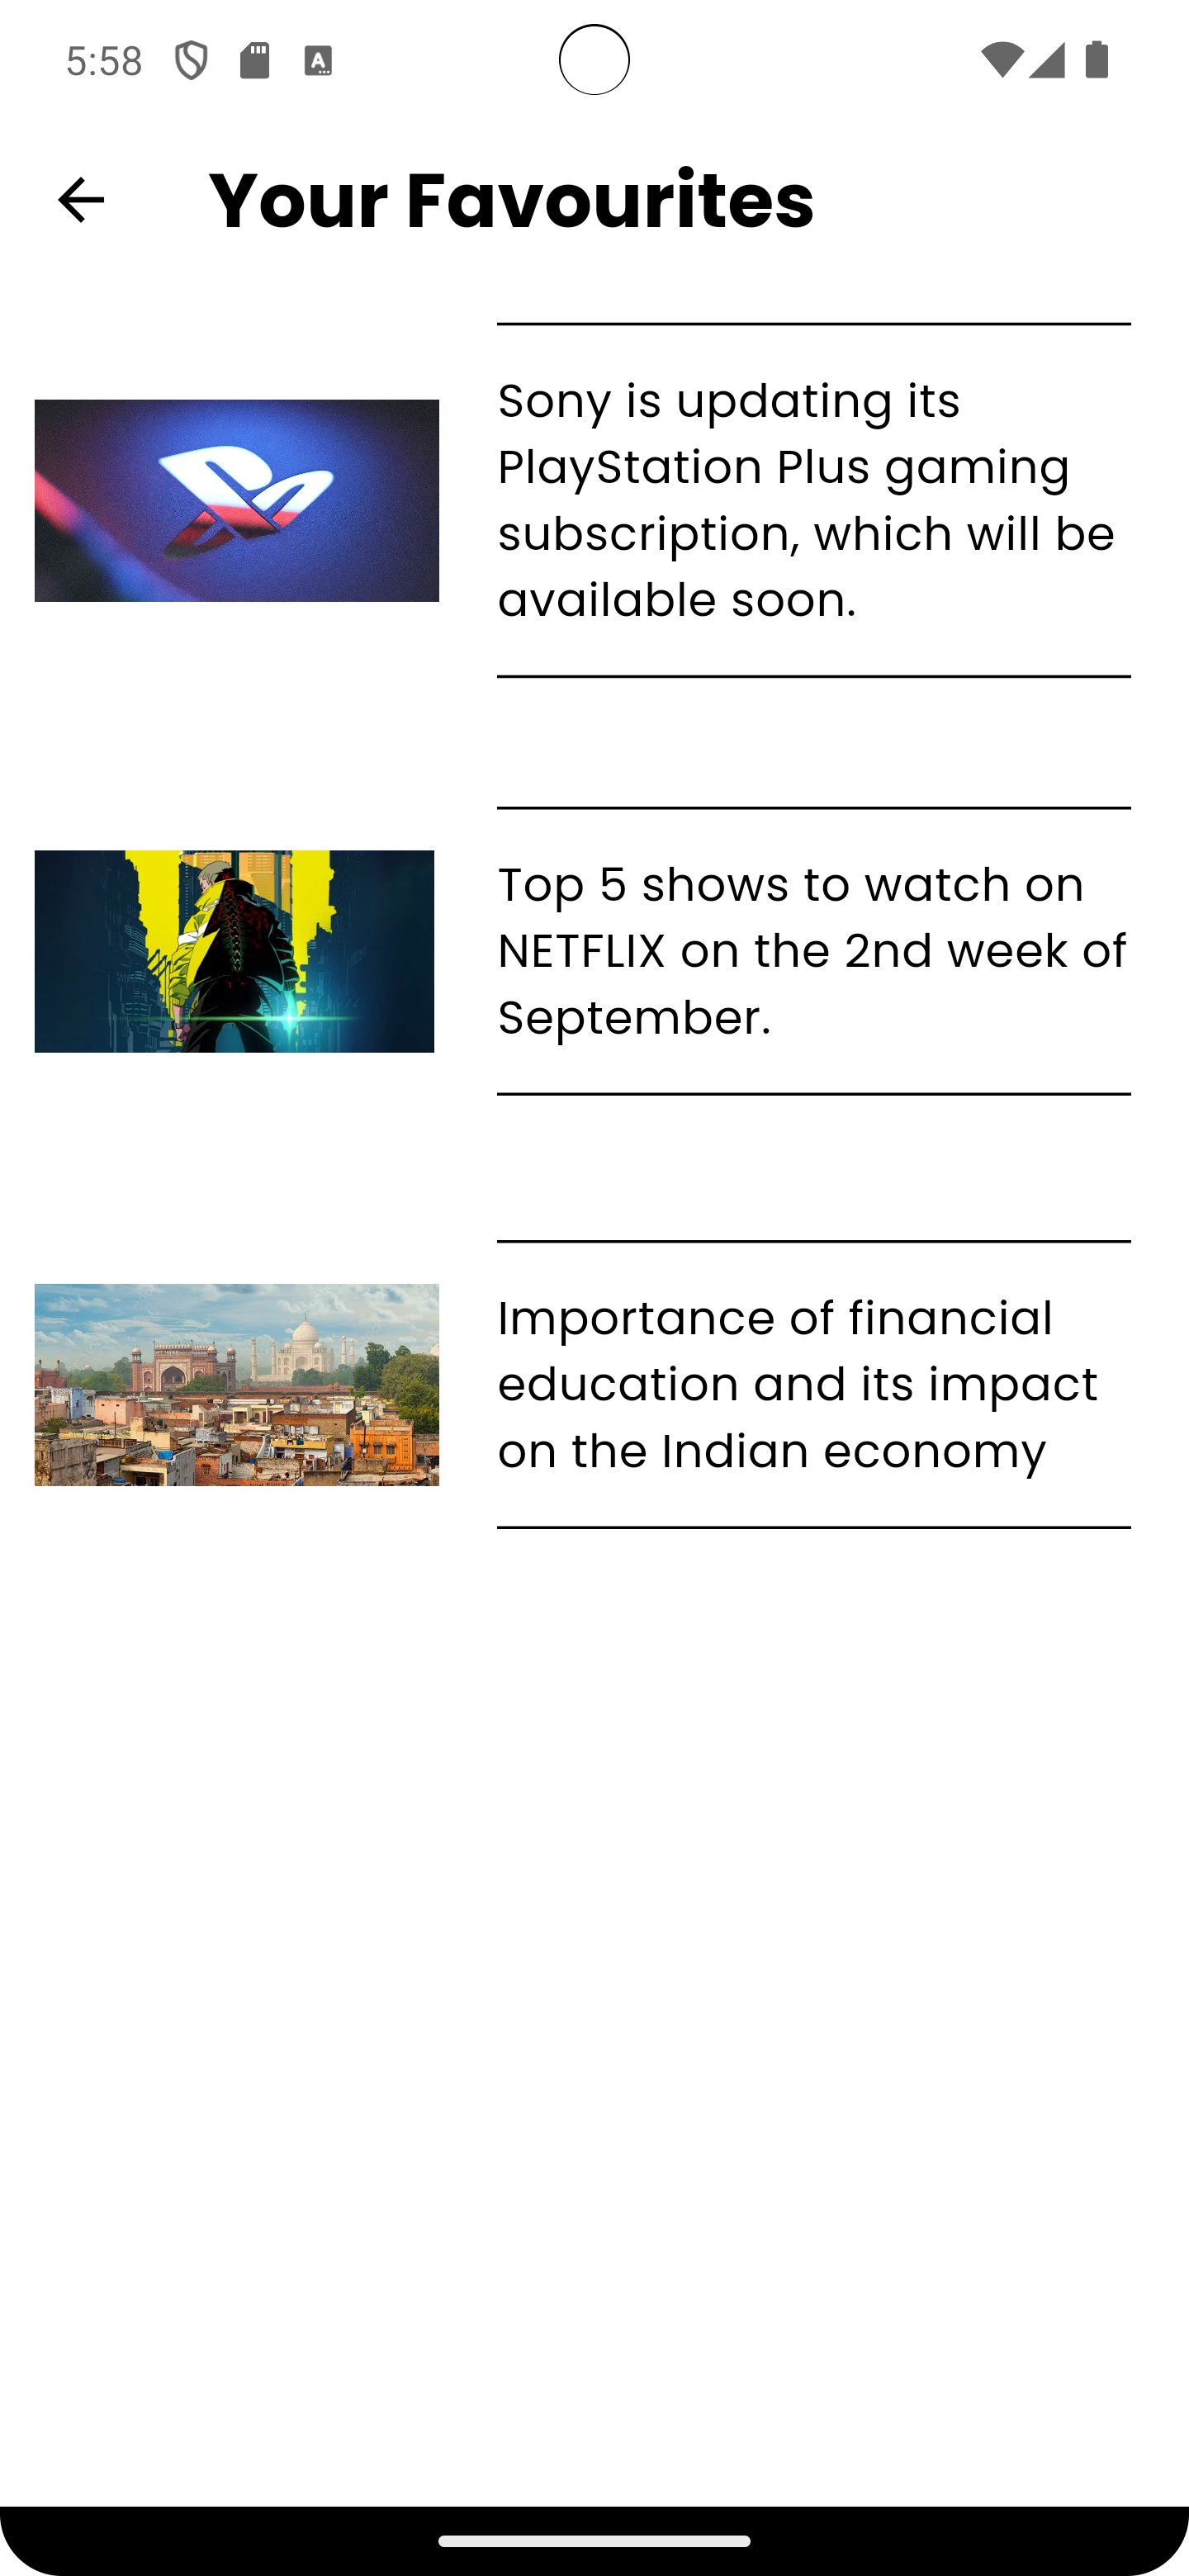 5:58
Your Favourites
Sony is updating its
PlayStation Plus gaming
subscription, which will be
available soon.
Top 5 shows to watch on
NETFLIX on the 2nd week of
September.
Importance of financial
education and its impact
on the Indian economy